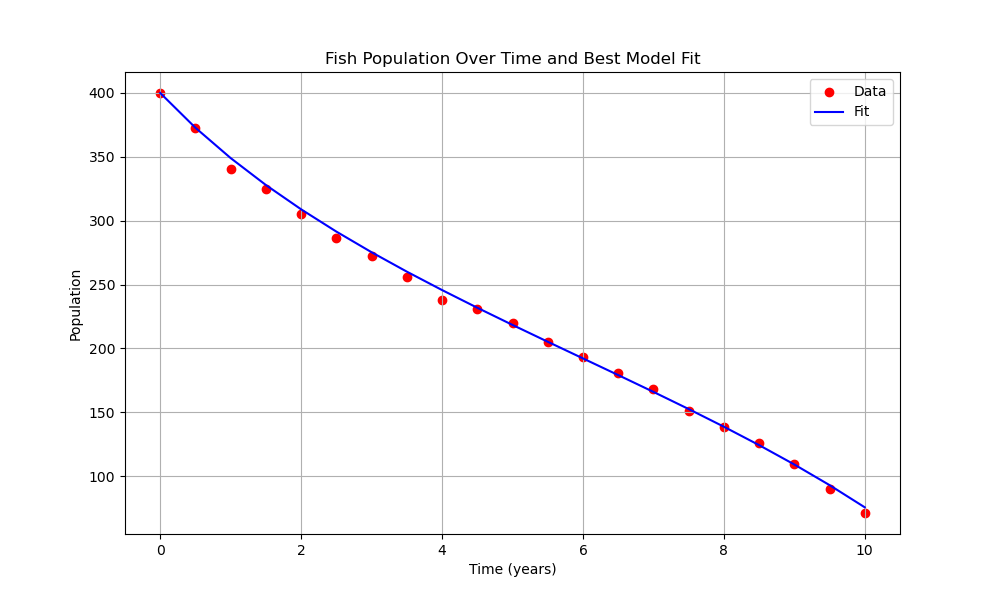 Fish Population Over Time and Best Model Fit
Data
Fit
400
350
300
250
200
150
100
Population
0
2
4
6
8
10
Time (years)